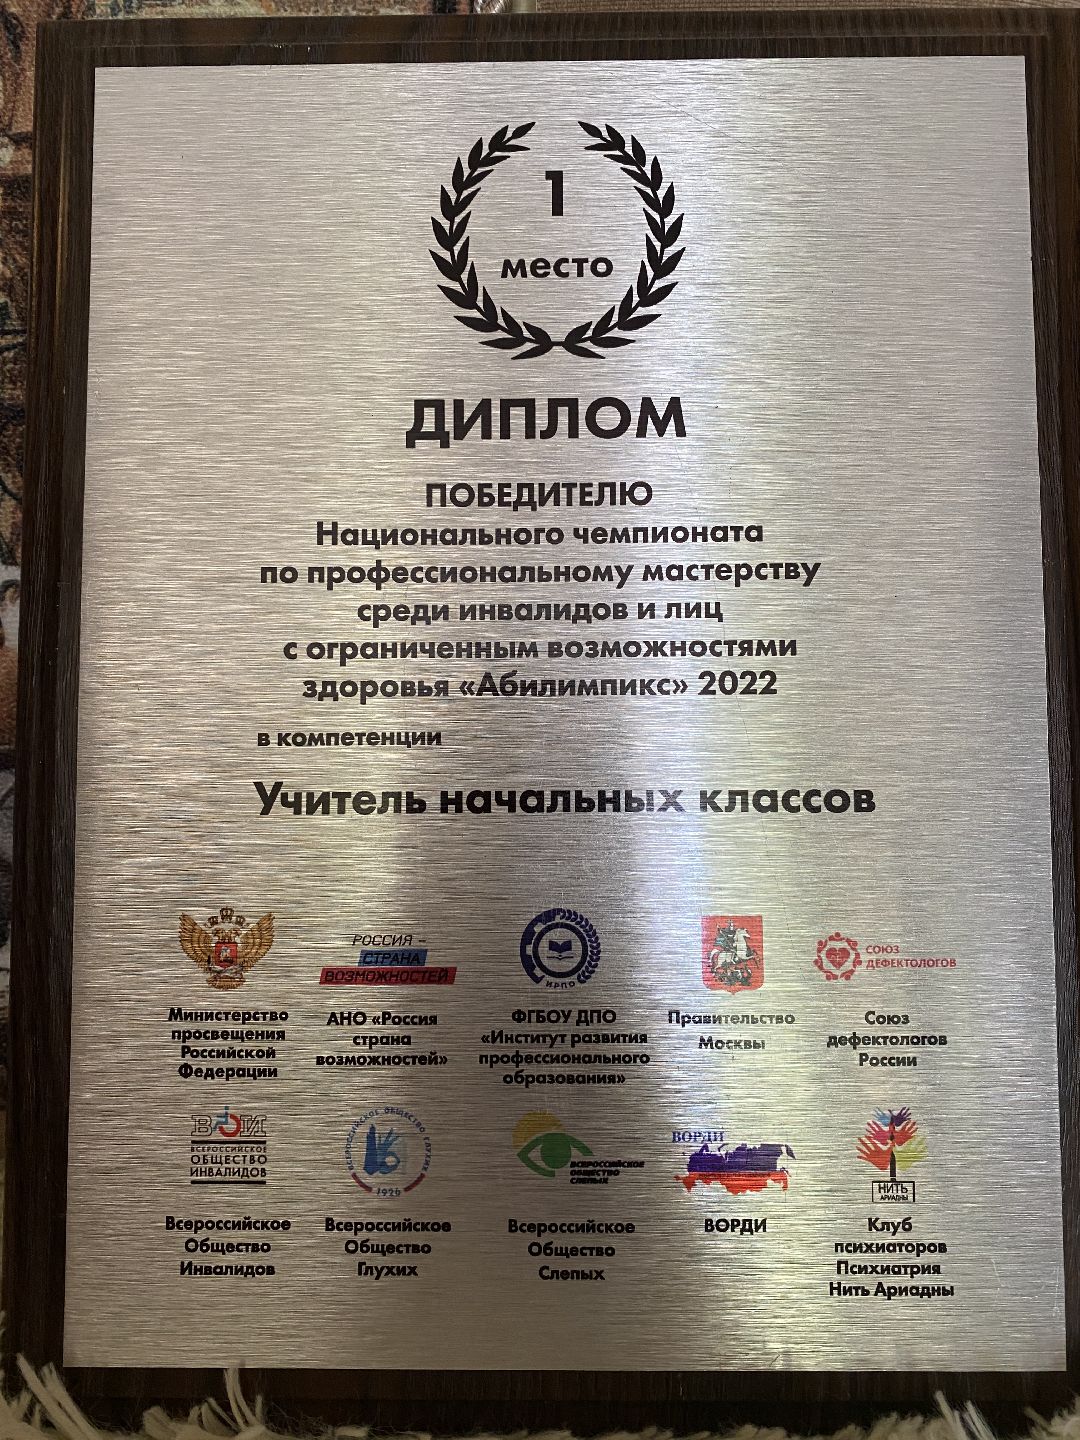 1
место
ДИПЛОМ
ПОБЕДИТЕЛЮ
Национального чемпионата
по профессиональному мастерству
среди инвалидов и лиц
с ограниченным возможностями
здоровья «Абилимпикс» 2022
в компетенции
Учитель начальных классов
РОССИЯ –
СТРАНА
ВОЗМОЖНОСТЕЙ
ИРПО
СОЮЗ
ДЕФЕКТОЛОГОВ
Министерство
просвещения
Российской
Федерации
АНО «Россия
страна
возможностей»
ФГБОУ ДПО
«Институт развития
профессионального
образования»
Правительство
Москвы
Союз
дефектологов
России
ВОИ
ВСЕРОССИЙСКОЕ
ОБЩЕСТВО
ИНВАЛИДОВ
ВСЕРОССИЙСКОЕ ОБЩЕСТВО ГЛУХИХ
1926
ВСЕРОССИЙСКОЕ
ОБЩЕСТВО
СЛЕПЫХ
ВОРДИ
НИТЬ
АРИАДНЫ
Всероссийское
Общество
Инвалидов
Всероссийское
Общество
Глухих
Всероссийское
Общество
Слепых
ВОРДИ
Клуб
психиаторов
Психиатрия
Нить Ариадны